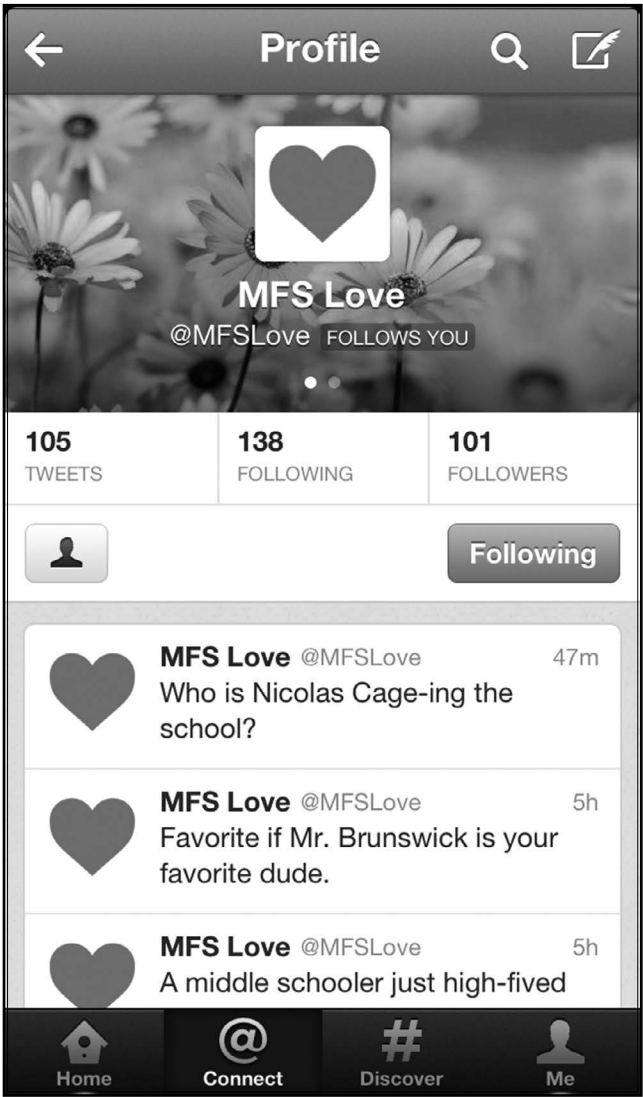 Profile
MFS Love
@MFSLove FOLLOWS YOU
105 138 101
TWEETS FOLLOWING FOLLOWERS
Following
MFS Love @MFSLove 47m
Who is Nicolas Cage-ing the
school?
MFS Love @MFSLove 5h
Favorite if Mr. Brunswick is your
favorite dude.
MFS Love @MFSLove 5h
A middle schooler just high-fived
Home @ Connect # Discover Me